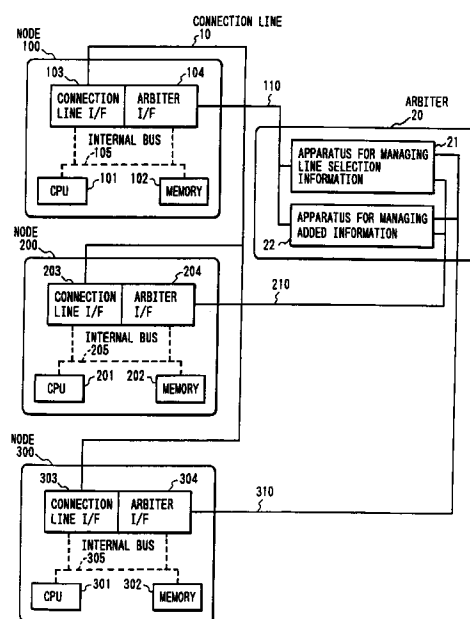 CONNECTION LINE
10
NODE
100
103
104
CONNECTION
LINE I/F
ARBITER
I/F
INTERNAL BUS
105
CPU
101
102
MEMORY
110
ARBITER
20
21
APPARATUS FOR MANAGING
LINE SELECTION
INFORMATION
APPARATUS FOR MANAGING
ADDED INFORMATION
22
NODE
200
203
204
CONNECTION
LINE I/F
ARBITER
I/F
210
INTERNAL BUS
205
CPU
201
202
MEMORY
NODE
300
303
304
CONNECTION
LINE I/F
ARBITER
I/F
310
INTERNAL BUS
305
CPU
301
302
MEMORY